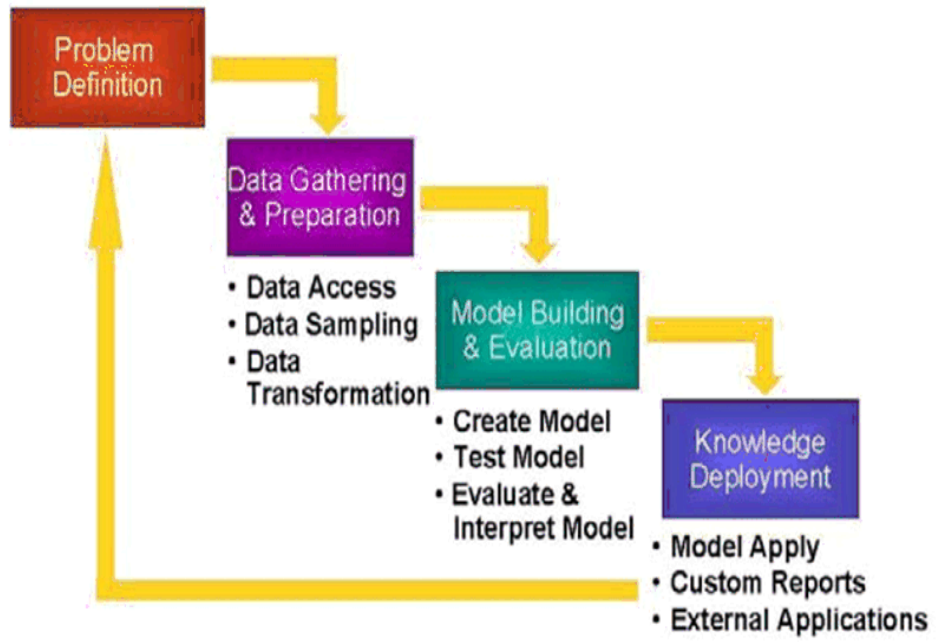 Problem
Definition
Data Gathering
& Preparation
• Data Access
• Data Sampling
• Data
Transformation
Model Building
& Evaluation
• Create Model
• Test Model
• Evaluate &
Interpret Model
Knowledge
Deployment
• Model Apply
• Custom Reports
• External Applications